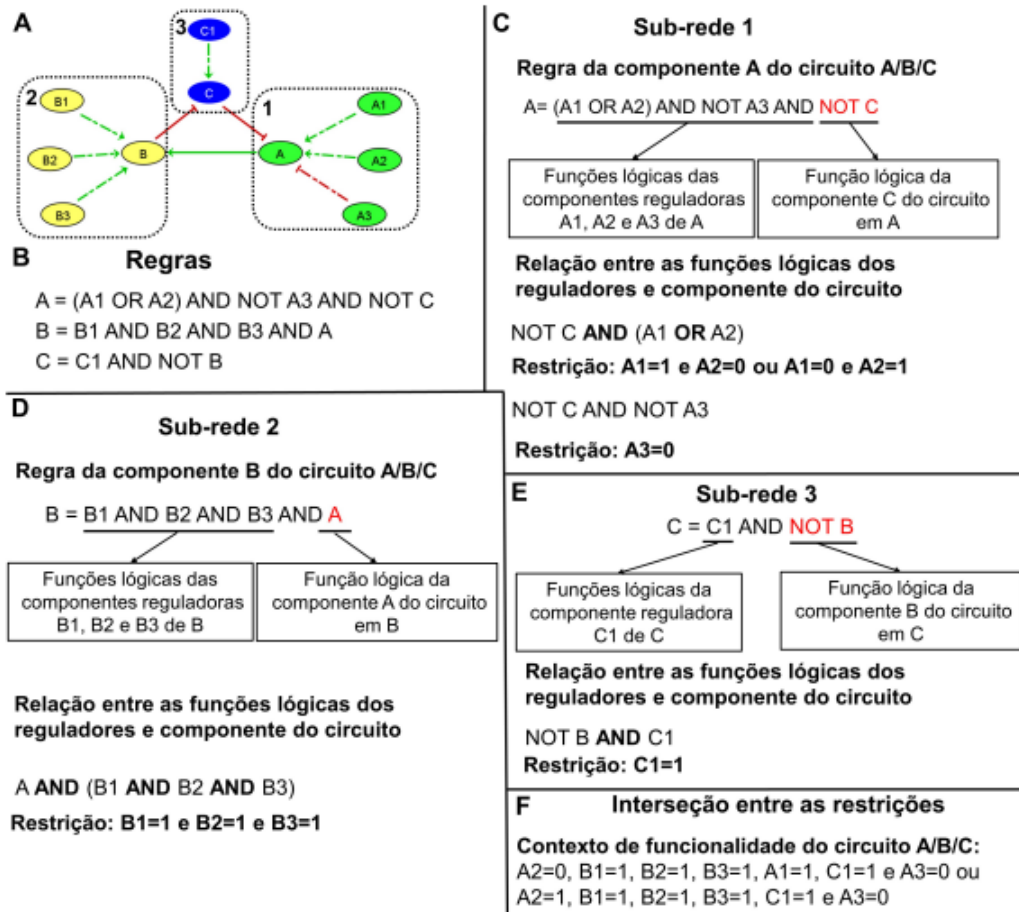 A
3
C1
C
2
B1
B2
B3
B
1
A
A1
A2
A3
B
Regras
A = (A1 OR A2) AND NOT A3 AND NOT C
B = B1 AND B2 AND B3 AND A
C = C1 AND NOT B
C
Sub-rede 1
Regra da componente A do circuito A/B/C
A= (A1 OR A2) AND NOT A3 AND NOT C
Funções lógicas das
componentes reguladoras
A1, A2 e A3 de A
Função lógica da
componente C do circuito
em A
Relação entre as funções lógicas dos
reguladores e componente do circuito
NOT C AND (A1 OR A2)
Restrição: A1=1 e A2=0 ou A1=0 e A2=1
NOT C AND NOT A3
Restrição: A3=0
D
Sub-rede 2
Regra da componente B do circuito A/B/C
B = B1 AND B2 AND B3 AND A
Funções lógicas das
componentes reguladoras
B1, B2 e B3 de B
Função lógica da
componente A do circuito
em B
Relação entre as funções lógicas dos
reguladores e componente do circuito
A AND (B1 AND B2 AND B3)
Restrição: B1=1 e B2=1 e B3=1
E
Sub-rede 3
C = C1 AND NOT B
Funções lógicas da
componente reguladora
C1 de C
Função lógica da
componente B do circuito
em C
Relação entre as funções lógicas dos
reguladores e componente do circuito
NOT B AND C1
Restrição: C1=1
F
Interseção entre as restrições
Contexto de funcionalidade do circuito A/B/C:
A2=0, B1=1, B2=1, B3=1, A1=1, C1=1 e A3=0 ou
A2=1, B1=1, B2=1, B3=1, C1=1 e A3=0